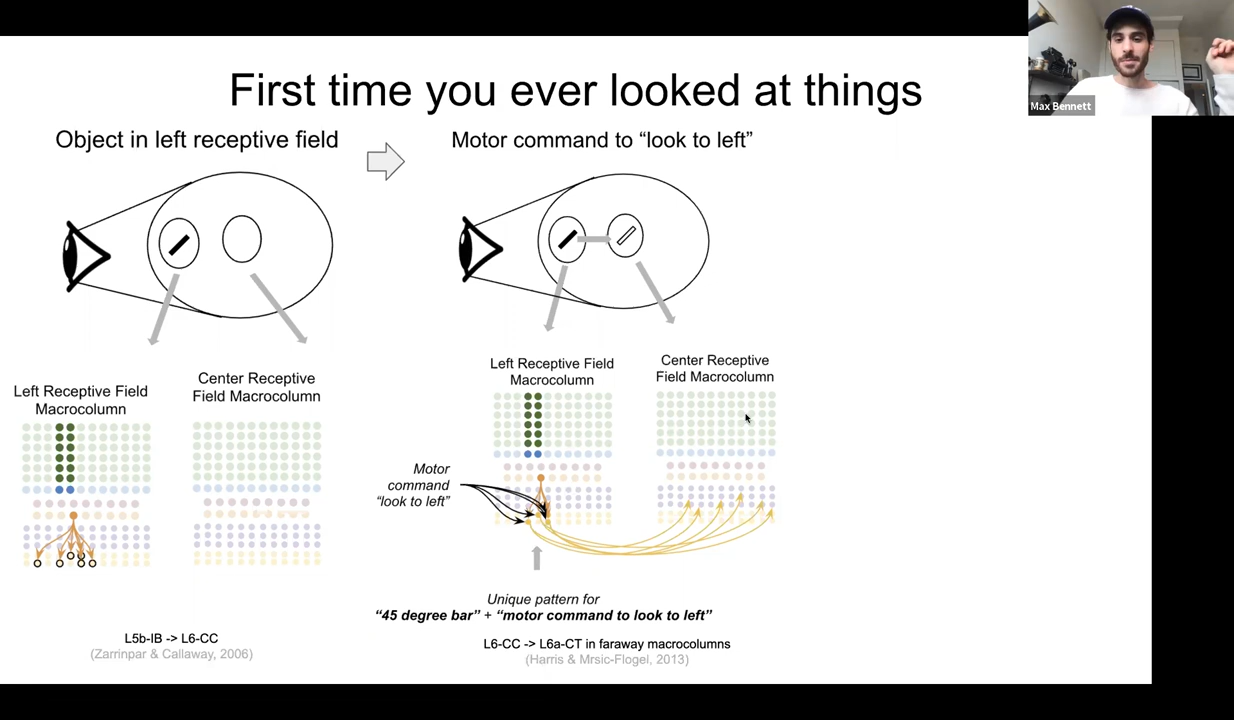 Max Bennett
First time you ever looked at things
Object in left receptive field
Motor command to “look to left”
Left Receptive Field
Macrocolumn
Center Receptive
Field Macrocolumn
Left Receptive Field
Macrocolumn
Center Receptive
Field Macrocolumn
Motor
command
“look to left”
Unique pattern for
“45 degree bar” + “motor command to look to left”
L5b-IB -> L6-CC
(Zarrinpar & Callaway, 2006)
L6-CC -> L6a-CT in faraway macrocolumns
(Harris & Mrsic-Flogel, 2013)